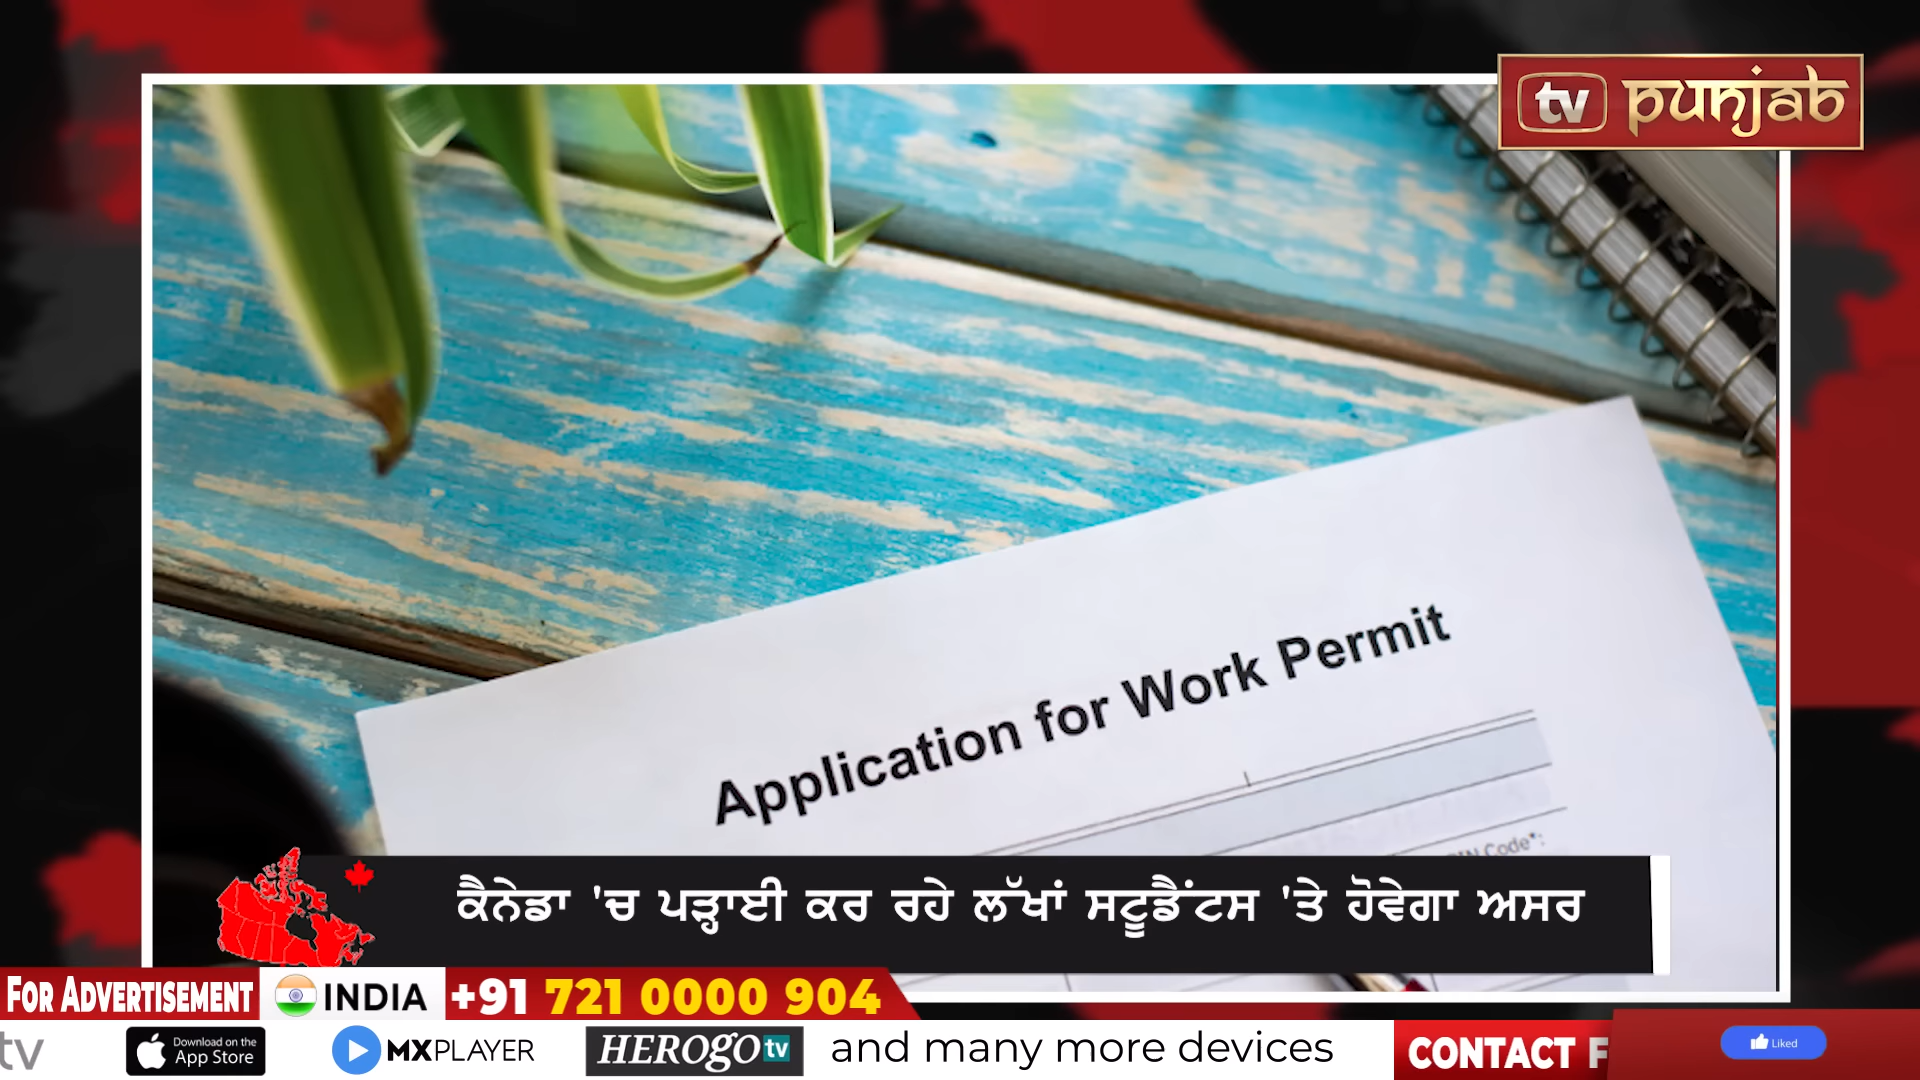 tv punjab
Application for Work Permit
Code*:
ਕੈਨੇਡਾ 'ਚ ਪੜ੍ਹਾਈ ਕਰ ਰਹੇ ਲੱਖਾਂ ਸਟੂਡੈਂਟਸ 'ਤੇ ਹੋਵੇਗਾ ਅਸਰ
FOR ADVERTISEMENT INDIA +91 721 0000 904
tv Download on the App Store MXPLAYER HEROGO tv and many more devices CONTACT F Liked